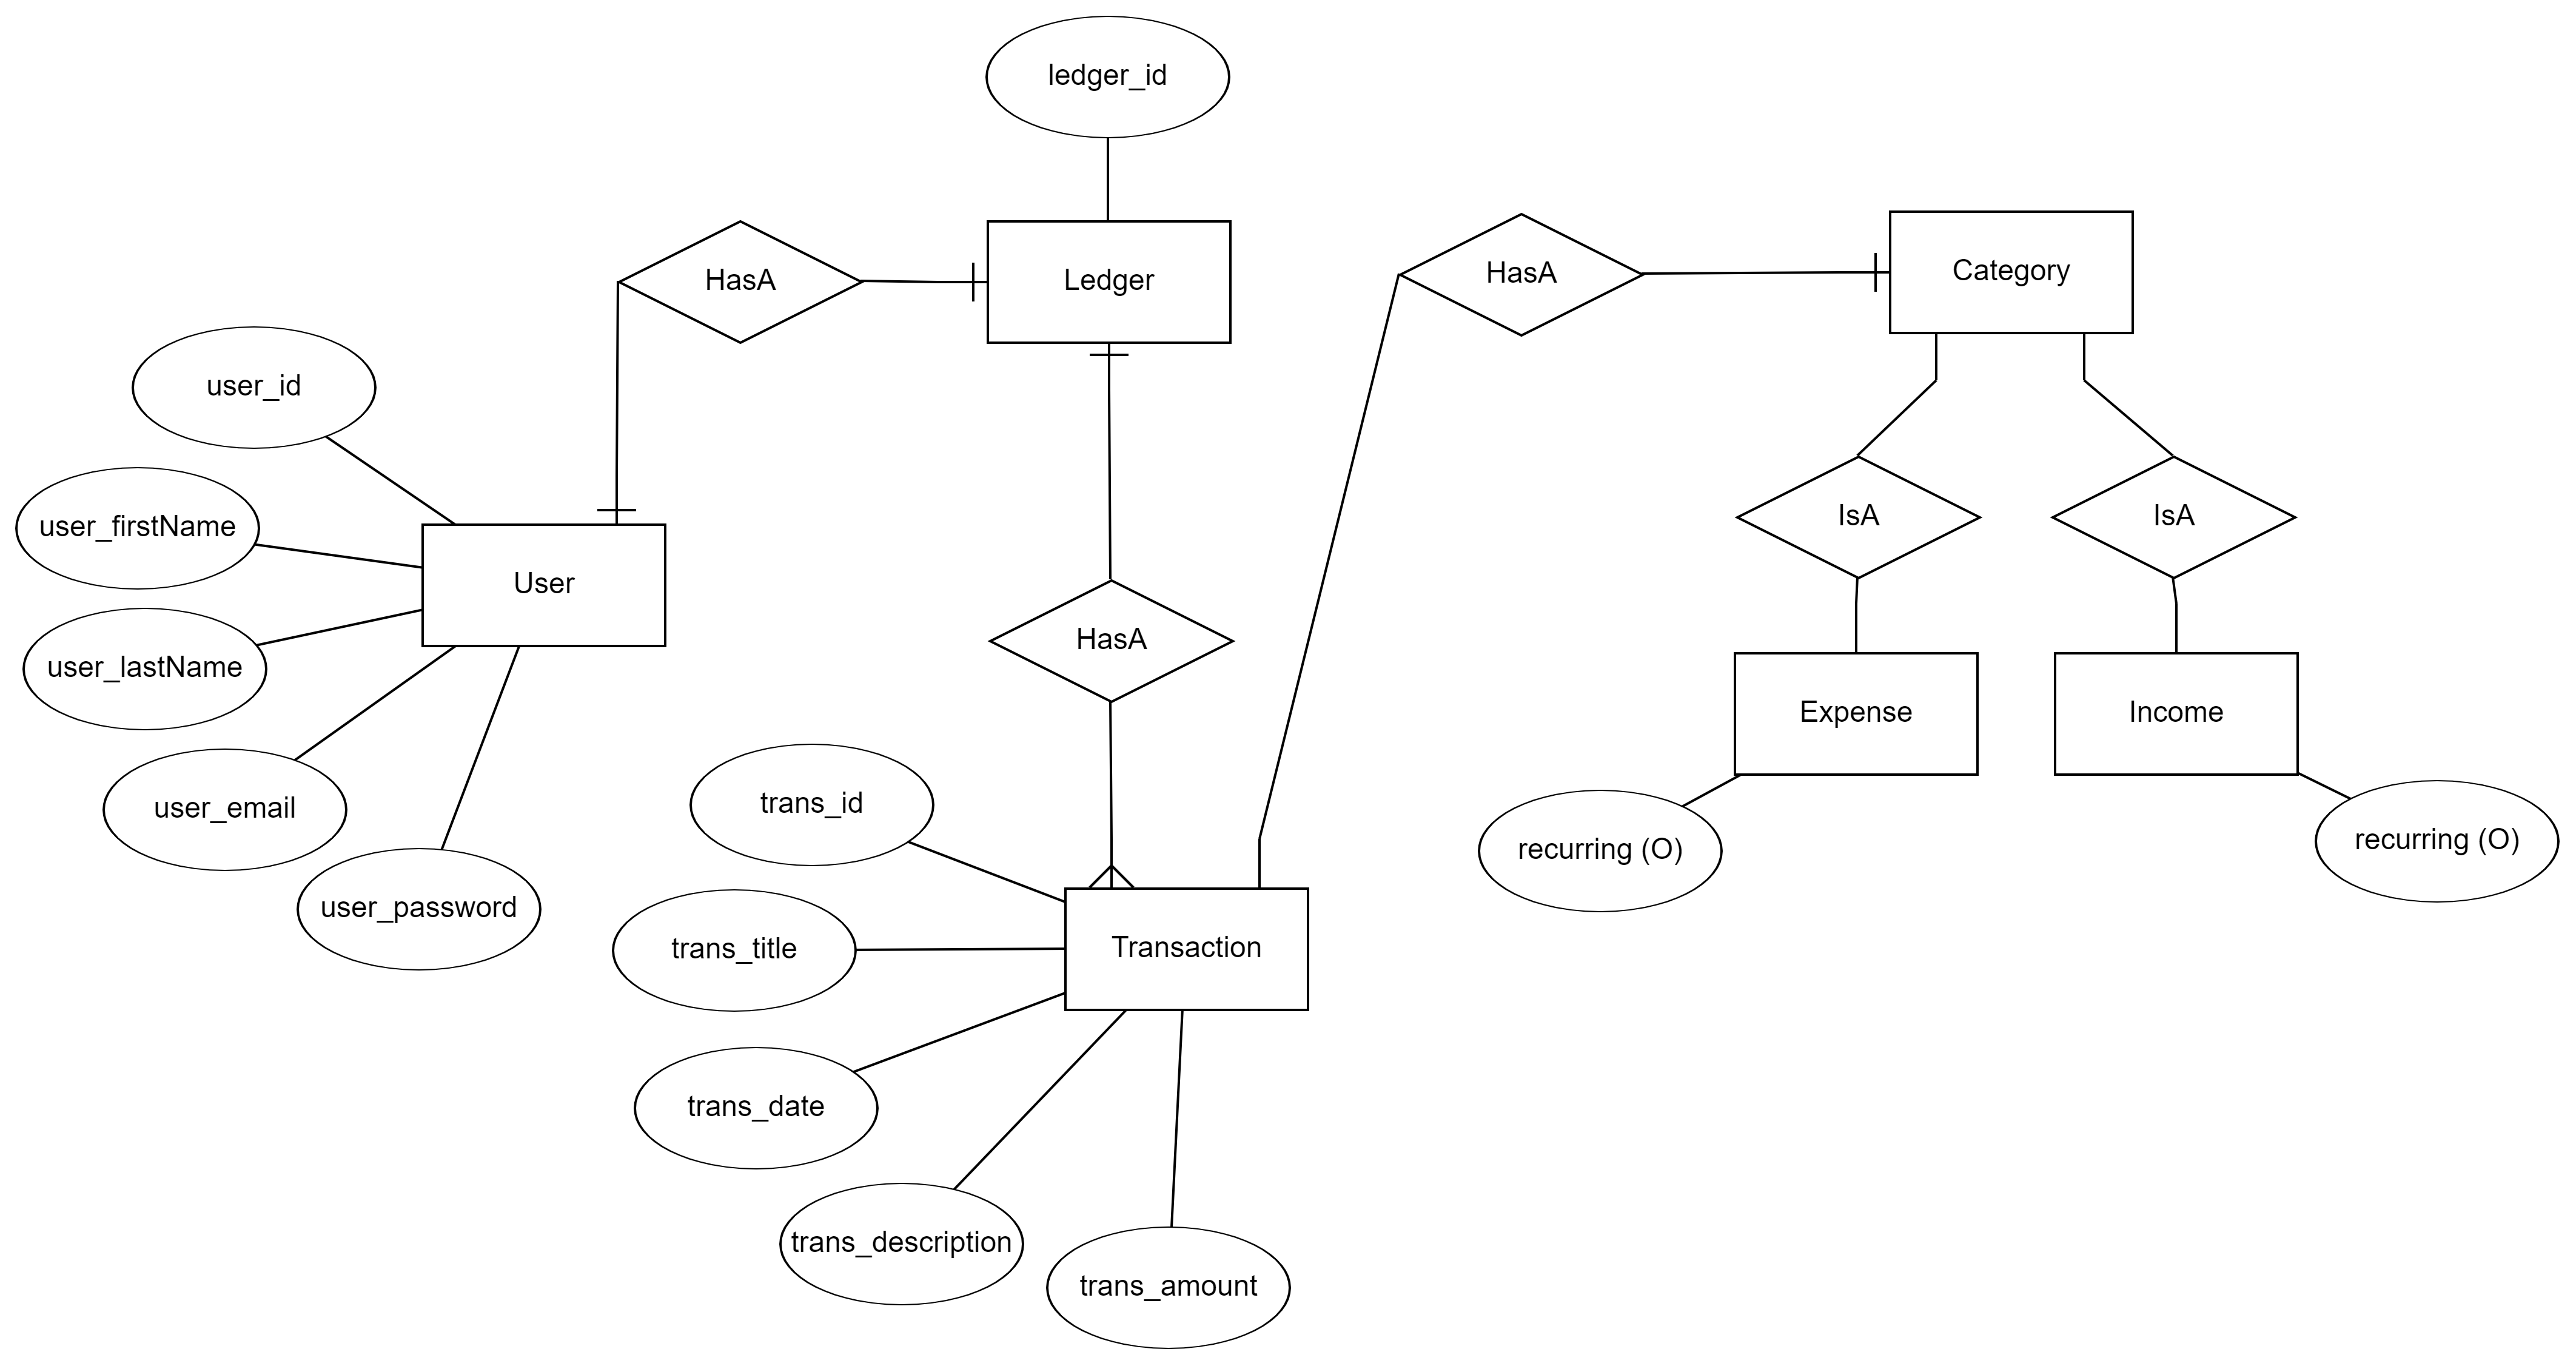 ledger_id
HasA
Ledger
HasA
Category
user_id
user_firstName
User
user_lastName
user_email
user_password
HasA
IsA
IsA
Expense
Income
recurring (O)
recurring (O)
trans_id
trans_title
Transaction
trans_date
trans_description
trans_amount